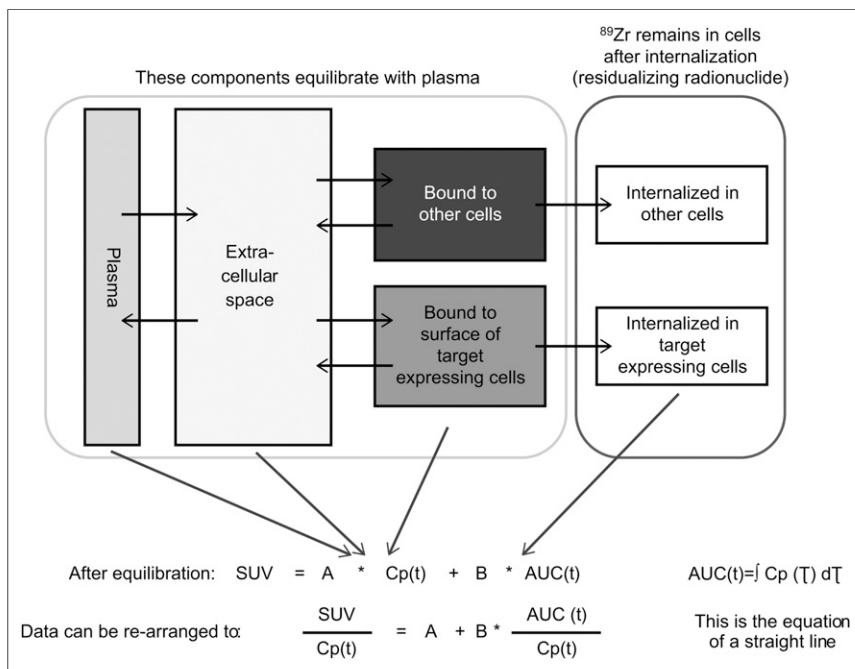 These components equilibrate with plasma
⁸⁹Zr remains in cells
after internalization
(residualizing radionuclide)
Plasma
Extra-
cellular
space
Bound to
other cells
Bound to
surface of
target
expressing cells
Internalized in
other cells
Internalized in
target
expressing cells
After equilibration: SUV = A * Cp(t) + B * AUC(t)
AUC(t)=∫ Cp (Ʈ) dƮ
Data can be re-arranged to:
SUV
Cp(t)
= A + B *
AUC (t)
Cp(t)
This is the equation
of a straight line